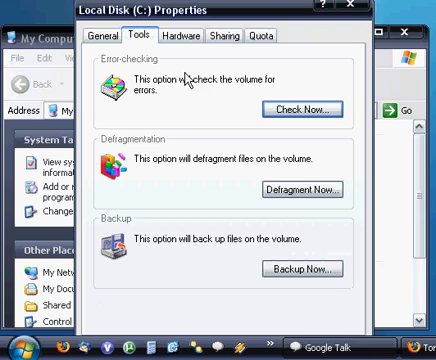 Local Disk (C:) Properties
My Compu
File Edit
General Tools Hardware Sharing Quota
Back
Error-checking
This option will check the volume for
errors.
Address My
Go
Check Now...
System Ta
View sys
informat
Add or r
program
Change
Defragmentation
This option will defragment files on the volume.
Defragment Now...
Backup
This option will back up files on the volume.
Backup Now...
Other Place
My Netw
My Docu
Shared
Control
Google Talk
Tor